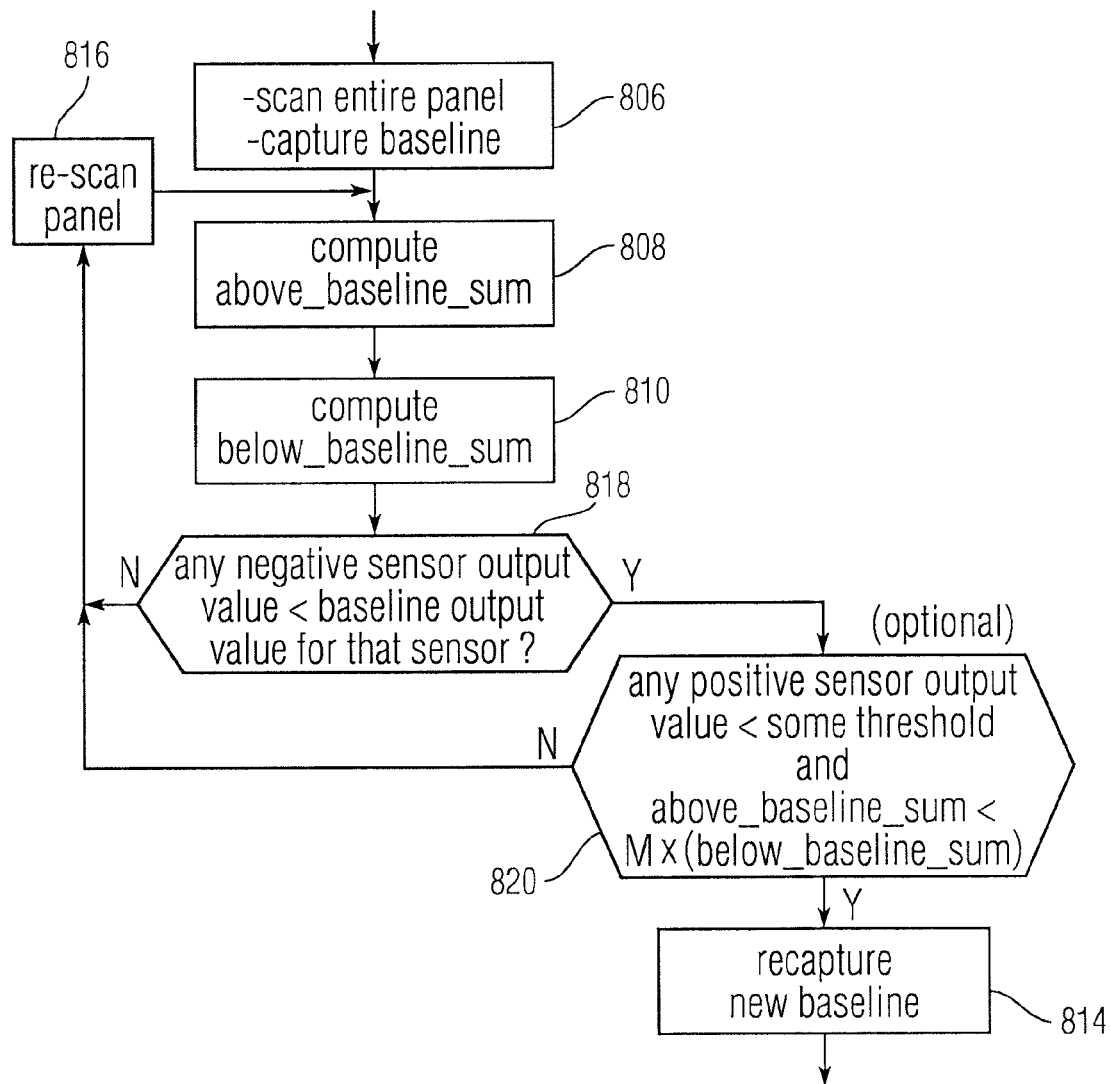 816
-scan entire panel
-capture baseline
806
re-scan
panel
compute
above_baseline_sum
808
compute
below_baseline_sum
810
818
N
any negative sensor output
value < baseline output
value for that sensor ?
Y
(optional)
any positive sensor output
value < some threshold
and
above_baseline_sum <
M x (below_baseline_sum)
N
820
Y
recapture
new baseline
814